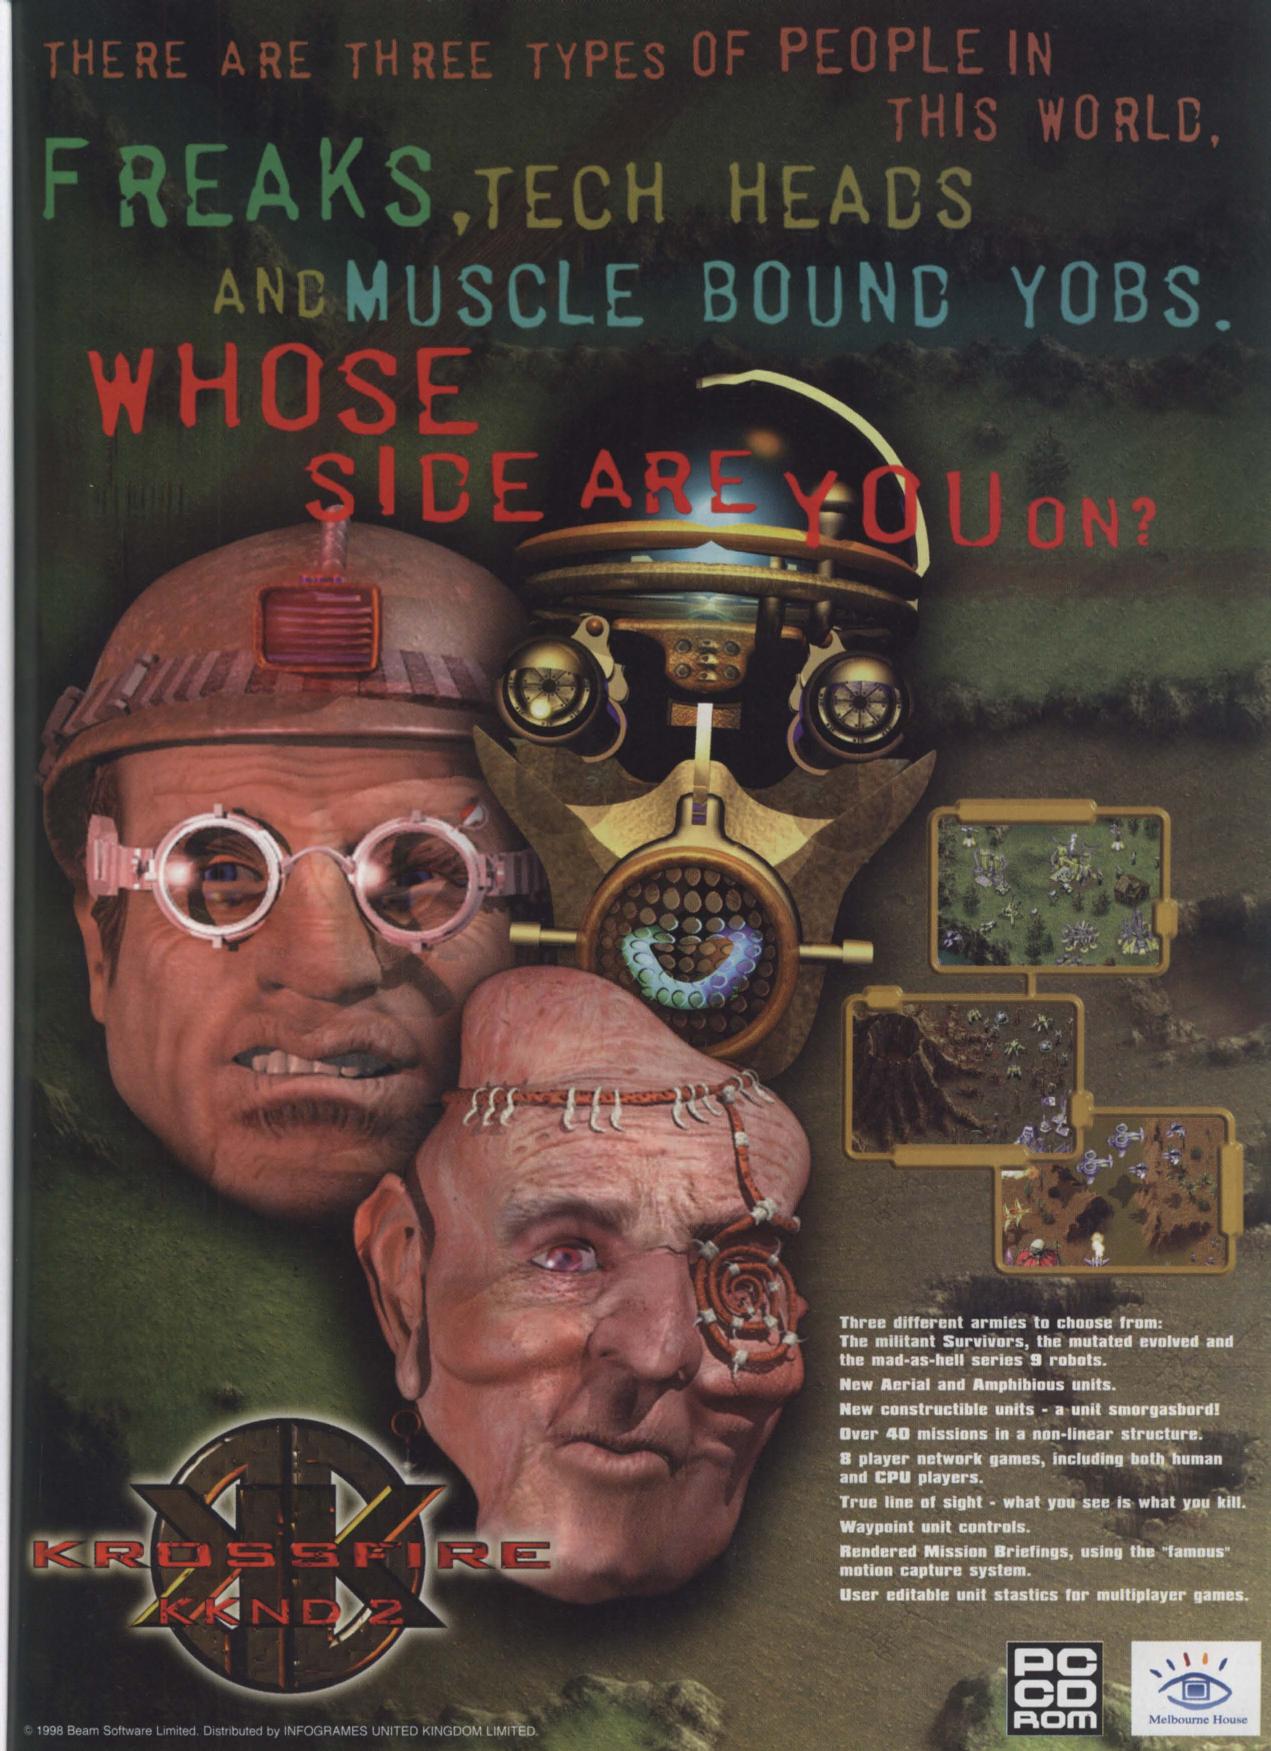 THERE ARE THREE TYPES OF PEOPLE IN
THIS WORLD,
FREAKS, TECH HEADS
AND MUSCLE BOUND YOBS.
WHOSE
SIDE ARE YOU ON?
Three different armies to choose from:
The militant Survivors, the mutated evolved and
the mad-as-hell series 9 robots.
New Aerial and Amphibious units.
New constructible units - a unit smorgasbord!
Over 40 missions in a non-linear structure.
8 player network games, including both human
and CPU players.
True line of sight - what you see is what you kill.
Waypoint unit controls.
Rendered Mission Briefings, using the "famous"
motion capture system.
User editable unit stastics for multiplayer games.
KROSSFIRE
KKND 2
PC
CD
ROM
Melbourne House
© 1998 Beam Software Limited. Distributed by INFOGRAMES UNITED KINGDOM LIMITED.